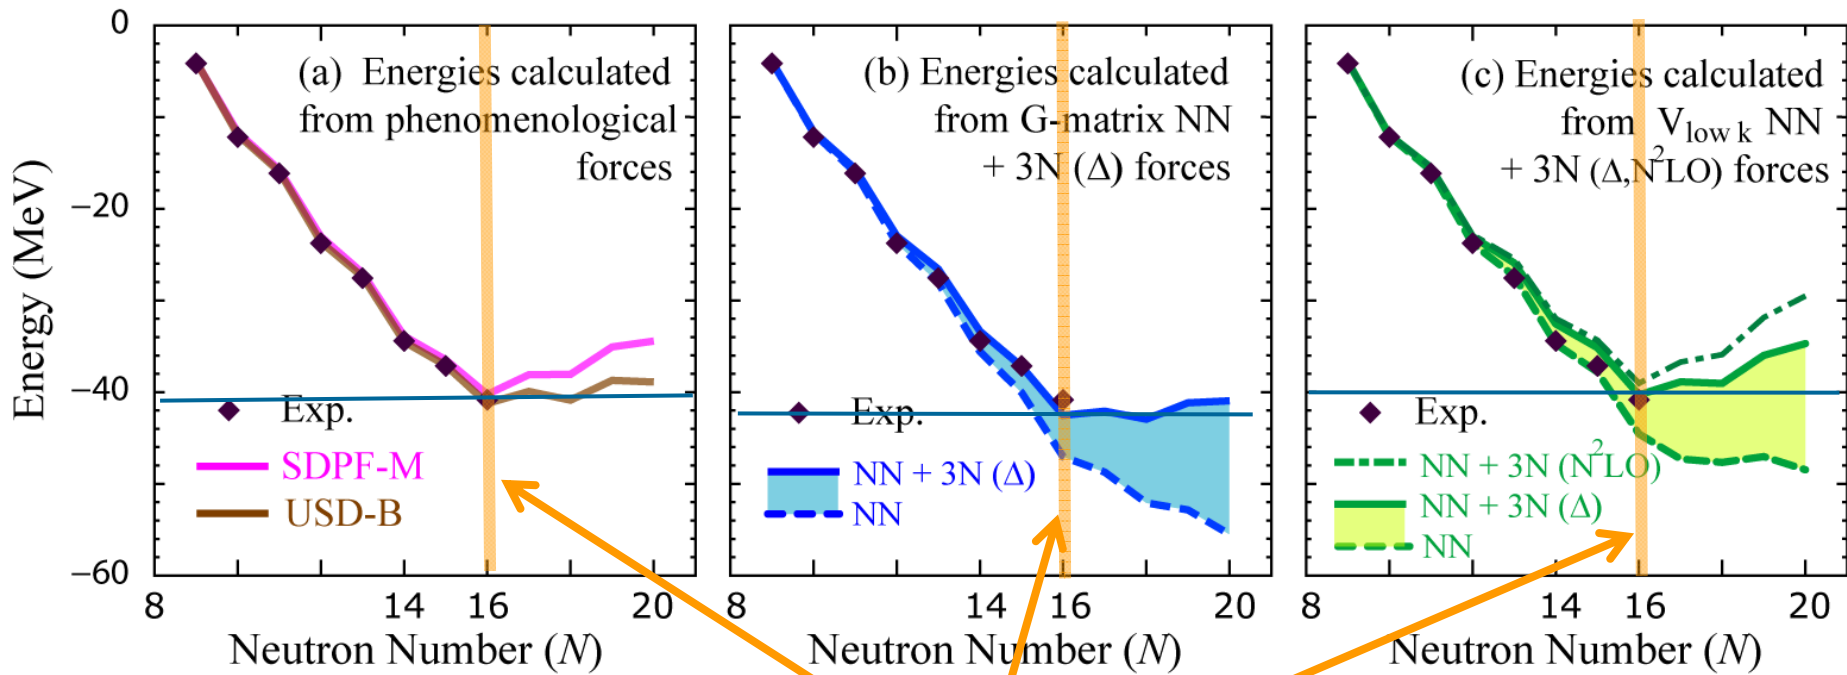 0
−20
−40
−60
Energy (MeV)
(a) Energies calculated
from phenomenological
forces
Exp.
SDPF-M
USD-B
8
14
16
20
Neutron Number (N)
(b) Energies calculated
from G-matrix NN
+ 3N (Δ) forces
Exp.
NN + 3N (Δ)
NN
8
14
16
20
Neutron Number (N)
(c) Energies calculated
from V_low k NN
+ 3N (Δ,N²LO) forces
Exp.
NN + 3N (N²LO)
NN + 3N (Δ)
NN
8
14
16
20
Neutron Number (N)